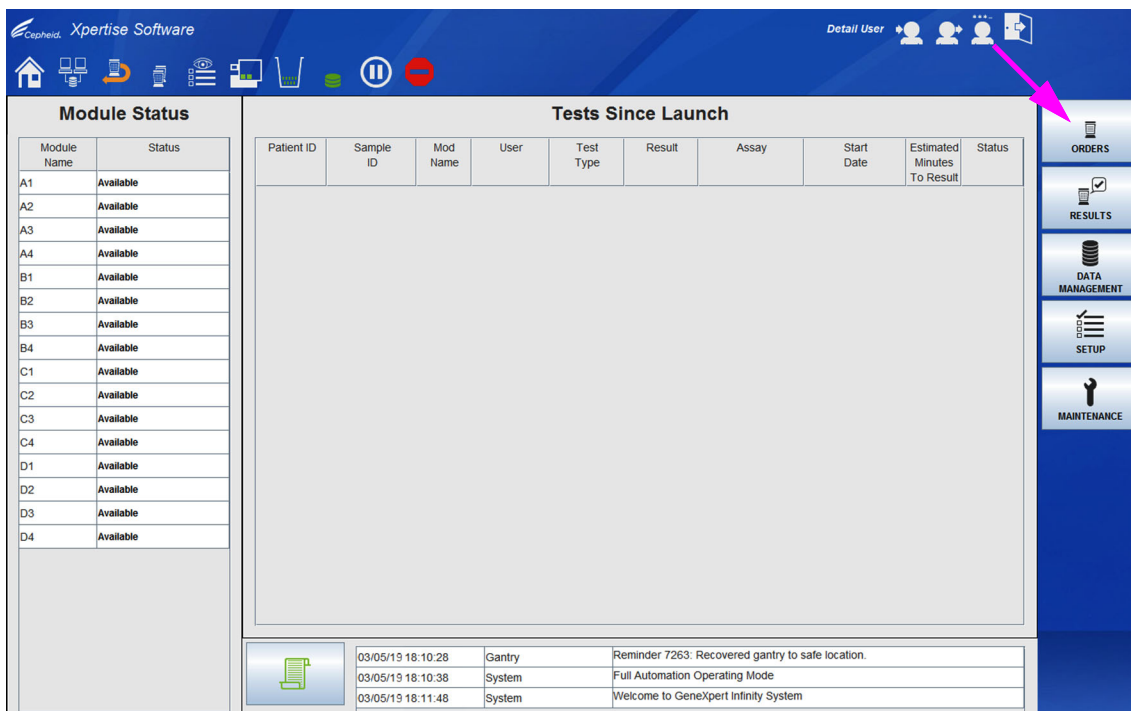 Cepheid. Xpertise Software
Detail User
Module Status
Module Name
Status
A1 Available
A2 Available
A3 Available
A4 Available
B1 Available
B2 Available
B3 Available
B4 Available
C1 Available
C2 Available
C3 Available
C4 Available
D1 Available
D2 Available
D3 Available
D4 Available
Tests Since Launch
Patient ID
Sample ID
Mod Name
User
Test Type
Result
Assay
Start Date
Estimated Minutes To Result
Status
03/05/19 18:10:28 Gantry Reminder 7263: Recovered gantry to safe location.
03/05/19 18:10:38 System Full Automation Operating Mode
03/05/19 18:11:48 System Welcome to GeneXpert Infinity System
ORDERS
RESULTS
DATA
MANAGEMENT
SETUP
MAINTENANCE